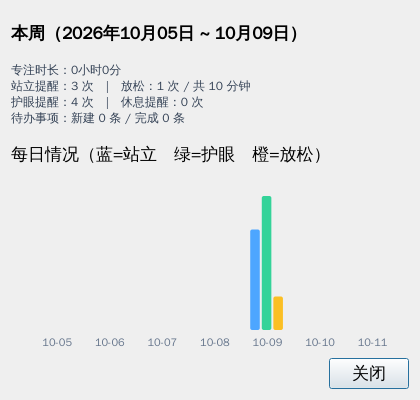 本周（2026年10月05日 ~ 10月09日）
专注时长：0小时0分
站立提醒：3 次 ｜ 放松：1 次 / 共 10 分钟
护眼提醒：4 次 ｜ 休息提醒：0 次
待办事项：新建 0 条 / 完成 0 条
每日情况（蓝=站立 绿=护眼 橙=放松）
10-05 10-06 10-07 10-08 10-09 10-10 10-11
关闭